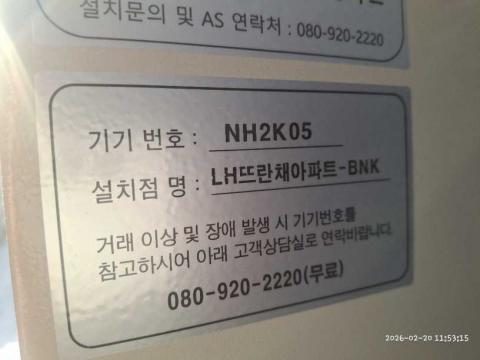 설치문의 및 AS 연락처 : 080-920-2220
기기 번호 : NH2K05
설치점 명 : LH뜨란채아파트-BNK
거래 이상 및 장애 발생 시 기기번호를
참고하시어 아래 고객상담실로 연락바랍니다.
080-920-2220(무료)
2026-02-20 11:53:15